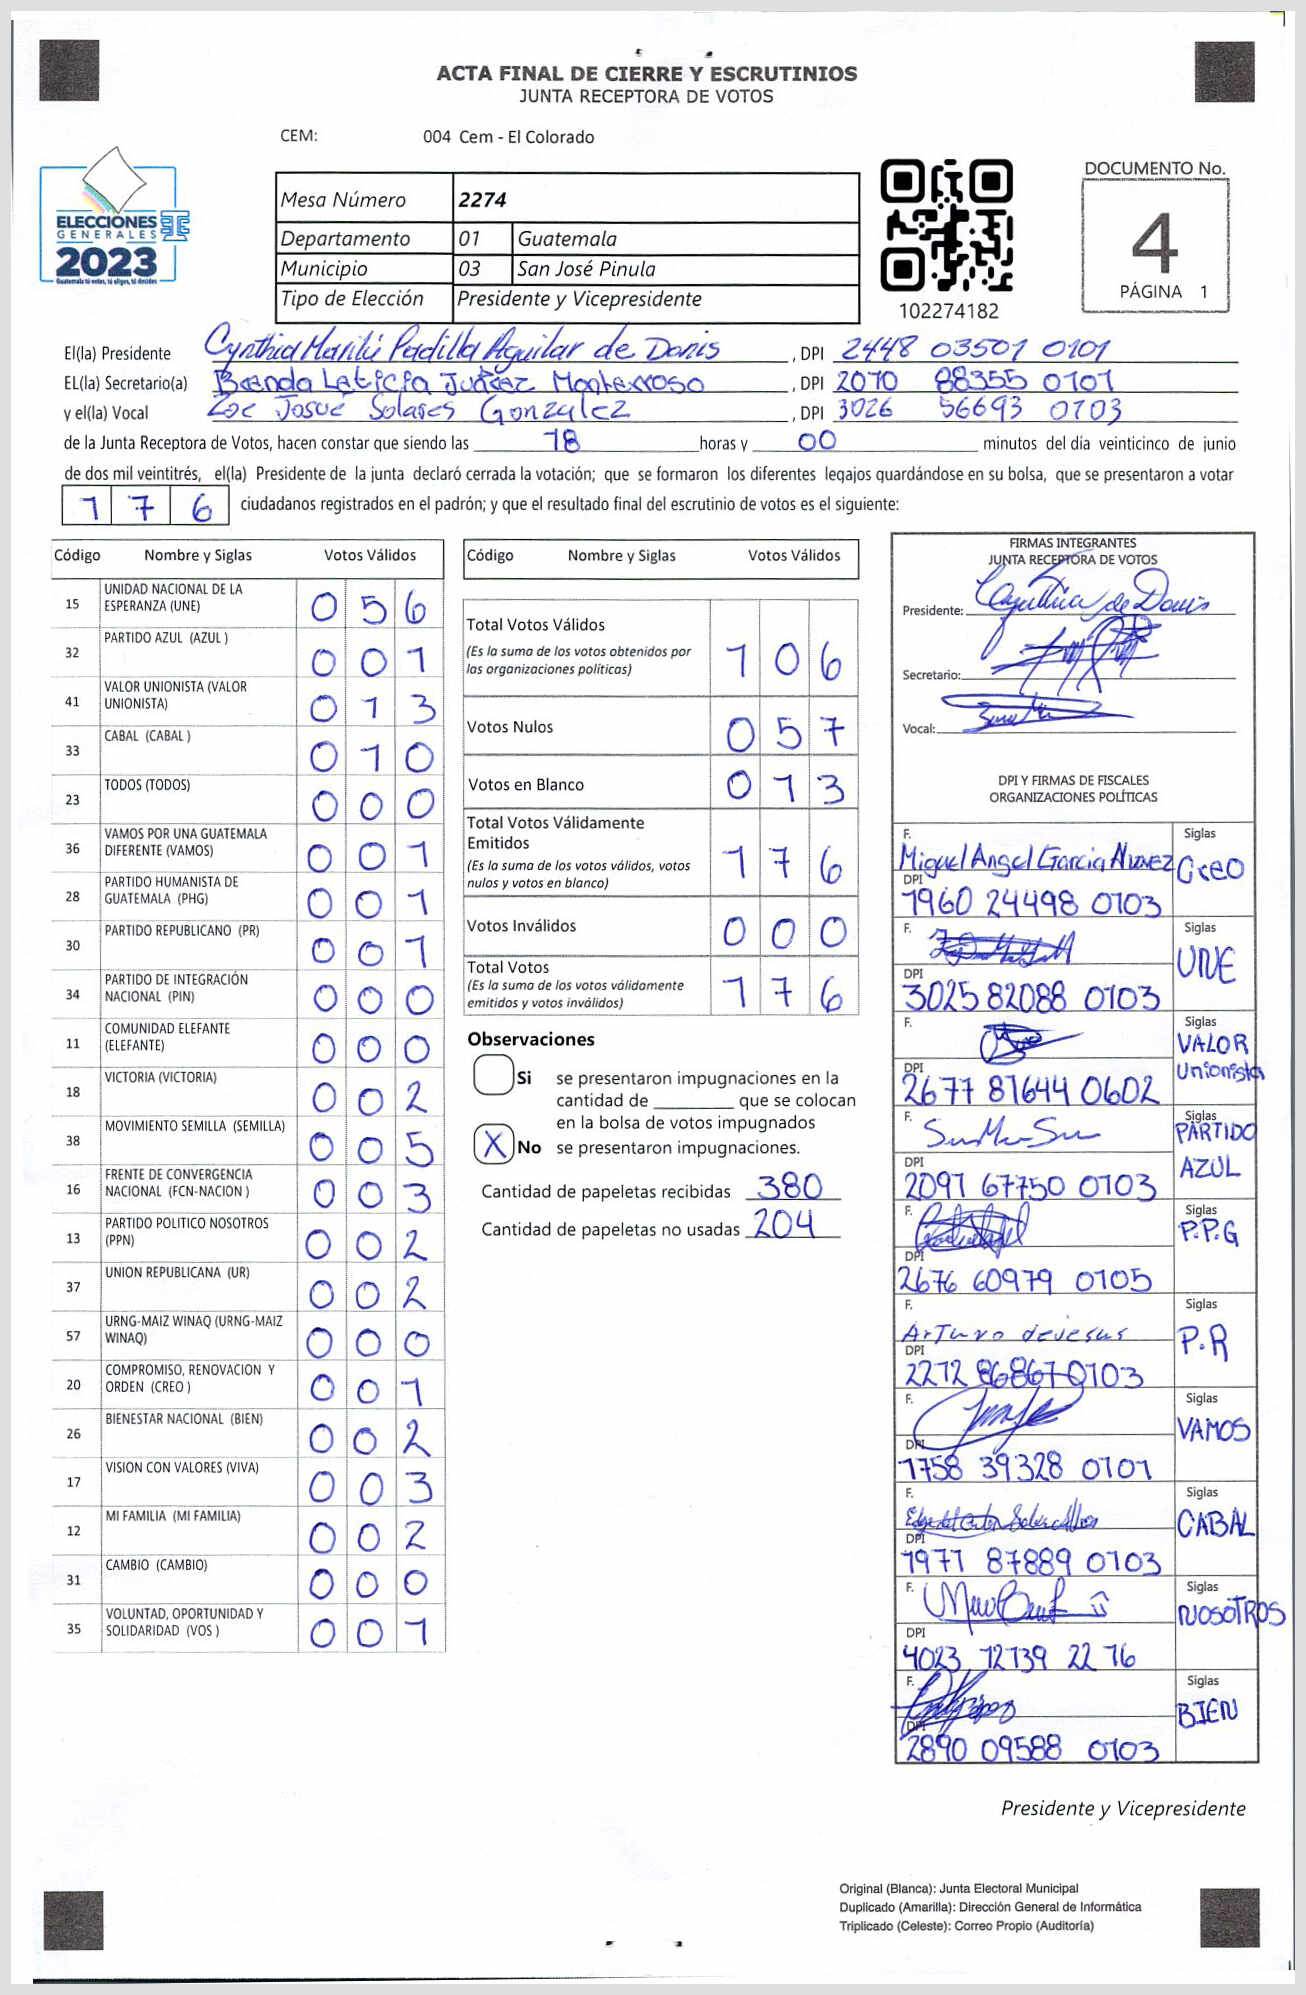 ACTA FINAL DE CIERRE Y ESCRUTINIOS
JUNTA RECEPTORA DE VOTOS
CEM: 004 Cem - El Colorado
ELECCIONES
GENERALES
2023
Guatemala tú votas, tú eliges, tú decides
Mesa Número 2274
Departamento 01 Guatemala
Municipio 03 San José Pinula
Tipo de Elección Presidente y Vicepresidente
102274182
DOCUMENTO No.
4
PÁGINA 1
El(la) Presidente Cynthia Marilú Padilla Aguilar de Donis , DPI 2448 03501 0101
EL(la) Secretario(a) Brenda Leticia Juárez Monterroso , DPI 2070 88355 0101
y el(la) Vocal Josué Solares González , DPI 3026 56693 0703
de la Junta Receptora de Votos, hacen constar que siendo las 18 horas y 00 minutos del día veinticinco de junio
de dos mil veintitrés, el(la) Presidente de la junta declaró cerrada la votación; que se formaron los diferentes legajos guardándose en su bolsa, que se presentaron a votar
1 7 6 ciudadanos registrados en el padrón; y que el resultado final del escrutinio de votos es el siguiente:
Código Nombre y Siglas Votos Válidos
15 UNIDAD NACIONAL DE LA
ESPERANZA (UNE) 0 5 6
32 PARTIDO AZUL (AZUL ) 0 0 1
41 VALOR UNIONISTA (VALOR
UNIONISTA) 0 1 3
33 CABAL (CABAL ) 0 1 0
23 TODOS (TODOS) 0 0 0
36 VAMOS POR UNA GUATEMALA
DIFERENTE (VAMOS) 0 0 1
28 PARTIDO HUMANISTA DE
GUATEMALA (PHG) 0 0 1
30 PARTIDO REPUBLICANO (PR) 0 0 1
34 PARTIDO DE INTEGRACIÓN
NACIONAL (PIN) 0 0 0
11 COMUNIDAD ELEFANTE
(ELEFANTE) 0 0 0
18 VICTORIA (VICTORIA) 0 0 2
38 MOVIMIENTO SEMILLA (SEMILLA) 0 0 5
16 FRENTE DE CONVERGENCIA
NACIONAL (FCN-NACION ) 0 0 3
13 PARTIDO POLITICO NOSOTROS
(PPN) 0 0 2
37 UNION REPUBLICANA (UR) 0 0 2
57 URNG-MAIZ WINAQ (URNG-MAIZ
WINAQ) 0 0 0
20 COMPROMISO, RENOVACION Y
ORDEN (CREO ) 0 0 1
26 BIENESTAR NACIONAL (BIEN) 0 0 2
17 VISION CON VALORES (VIVA) 0 0 3
12 MI FAMILIA (MI FAMILIA) 0 0 2
31 CAMBIO (CAMBIO) 0 0 0
35 VOLUNTAD, OPORTUNIDAD Y
SOLIDARIDAD (VOS ) 0 0 1
Código Nombre y Siglas Votos Válidos
Total Votos Válidos
(Es la suma de los votos obtenidos por
las organizaciones políticas) 1 0 6
Votos Nulos 0 5 7
Votos en Blanco 0 1 3
Total Votos Válidamente
Emitidos
(Es la suma de los votos válidos, votos
nulos y votos en blanco) 1 7 6
Votos Inválidos 0 0 0
Total Votos
(Es la suma de los votos válidamente
emitidos y votos inválidos) 1 7 6
Observaciones
Si se presentaron impugnaciones en la
cantidad de ________ que se colocan
en la bolsa de votos impugnados
X No se presentaron impugnaciones.
Cantidad de papeletas recibidas 380
Cantidad de papeletas no usadas 204
FIRMAS INTEGRANTES
JUNTA RECEPTORA DE VOTOS
Presidente: Cynthia de Donis
Secretario:
Vocal:
DPI Y FIRMAS DE FISCALES
ORGANIZACIONES POLÍTICAS
F. Siglas
Miguel Angel Garcia Nuñez Creo
DPI
1960 24498 0103
F. Siglas
UNE
DPI
3025 82088 0103
F. Siglas
VALOR
Unionista
DPI
2677 81644 0602
F. Siglas
PARTIDO
AZUL
DPI
2091 67750 0103
F. Siglas
P.P.G
DPI
2676 60979 0105
F. Siglas
Arturo dejesus P.R
DPI
2272 86867 0103
F. Siglas
VAMOS
DPI
1758 39328 0101
F. Siglas
CABAL
DPI
1977 87889 0103
F. Siglas
NOSOTROS
DPI
4023 12739 22 76
F. Siglas
BIEN
DPI
2890 09588 0103
Presidente y Vicepresidente
Original (Blanca): Junta Electoral Municipal
Duplicado (Amarilla): Dirección General de Informática
Triplicado (Celeste): Correo Propio (Auditoría)